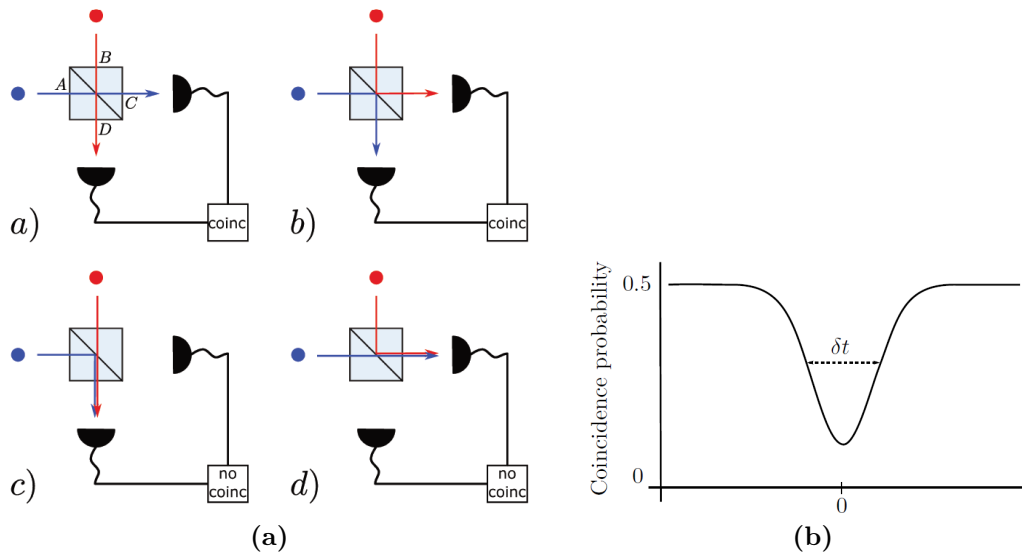 A
B
C
D
coinc
a)
coinc
b)
no
coinc
c)
no
coinc
d)
(a)
Coincidence probability
0.5
δt
0
0
(b)